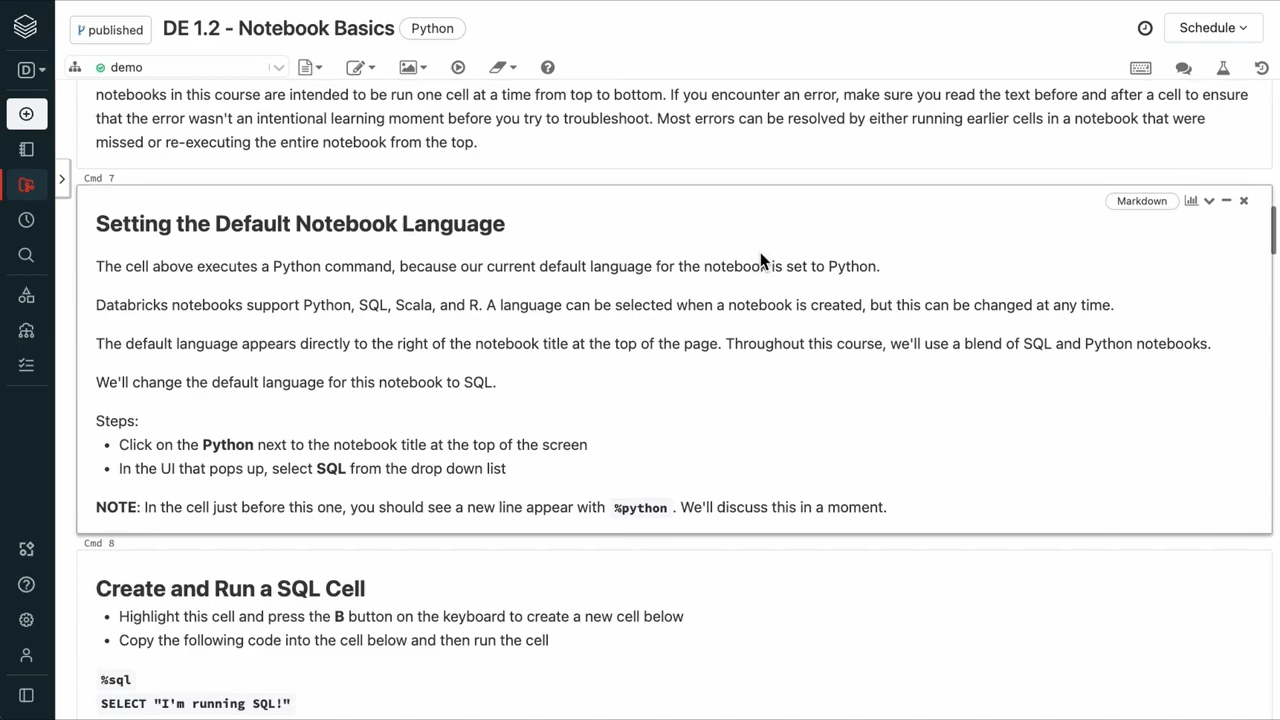 published
DE 1.2 - Notebook Basics
Python
Schedule
D
demo
notebooks in this course are intended to be run one cell at a time from top to bottom. If you encounter an error, make sure you read the text before and after a cell to ensure
that the error wasn't an intentional learning moment before you try to troubleshoot. Most errors can be resolved by either running earlier cells in a notebook that were
missed or re-executing the entire notebook from the top.
Cmd 7
Markdown
Setting the Default Notebook Language
The cell above executes a Python command, because our current default language for the notebook is set to Python.
Databricks notebooks support Python, SQL, Scala, and R. A language can be selected when a notebook is created, but this can be changed at any time.
The default language appears directly to the right of the notebook title at the top of the page. Throughout this course, we'll use a blend of SQL and Python notebooks.
We'll change the default language for this notebook to SQL.
Steps:
• Click on the Python next to the notebook title at the top of the screen
• In the UI that pops up, select SQL from the drop down list
NOTE: In the cell just before this one, you should see a new line appear with %python . We'll discuss this in a moment.
Cmd 8
Create and Run a SQL Cell
• Highlight this cell and press the B button on the keyboard to create a new cell below
• Copy the following code into the cell below and then run the cell
%sql
SELECT "I'm running SQL!"